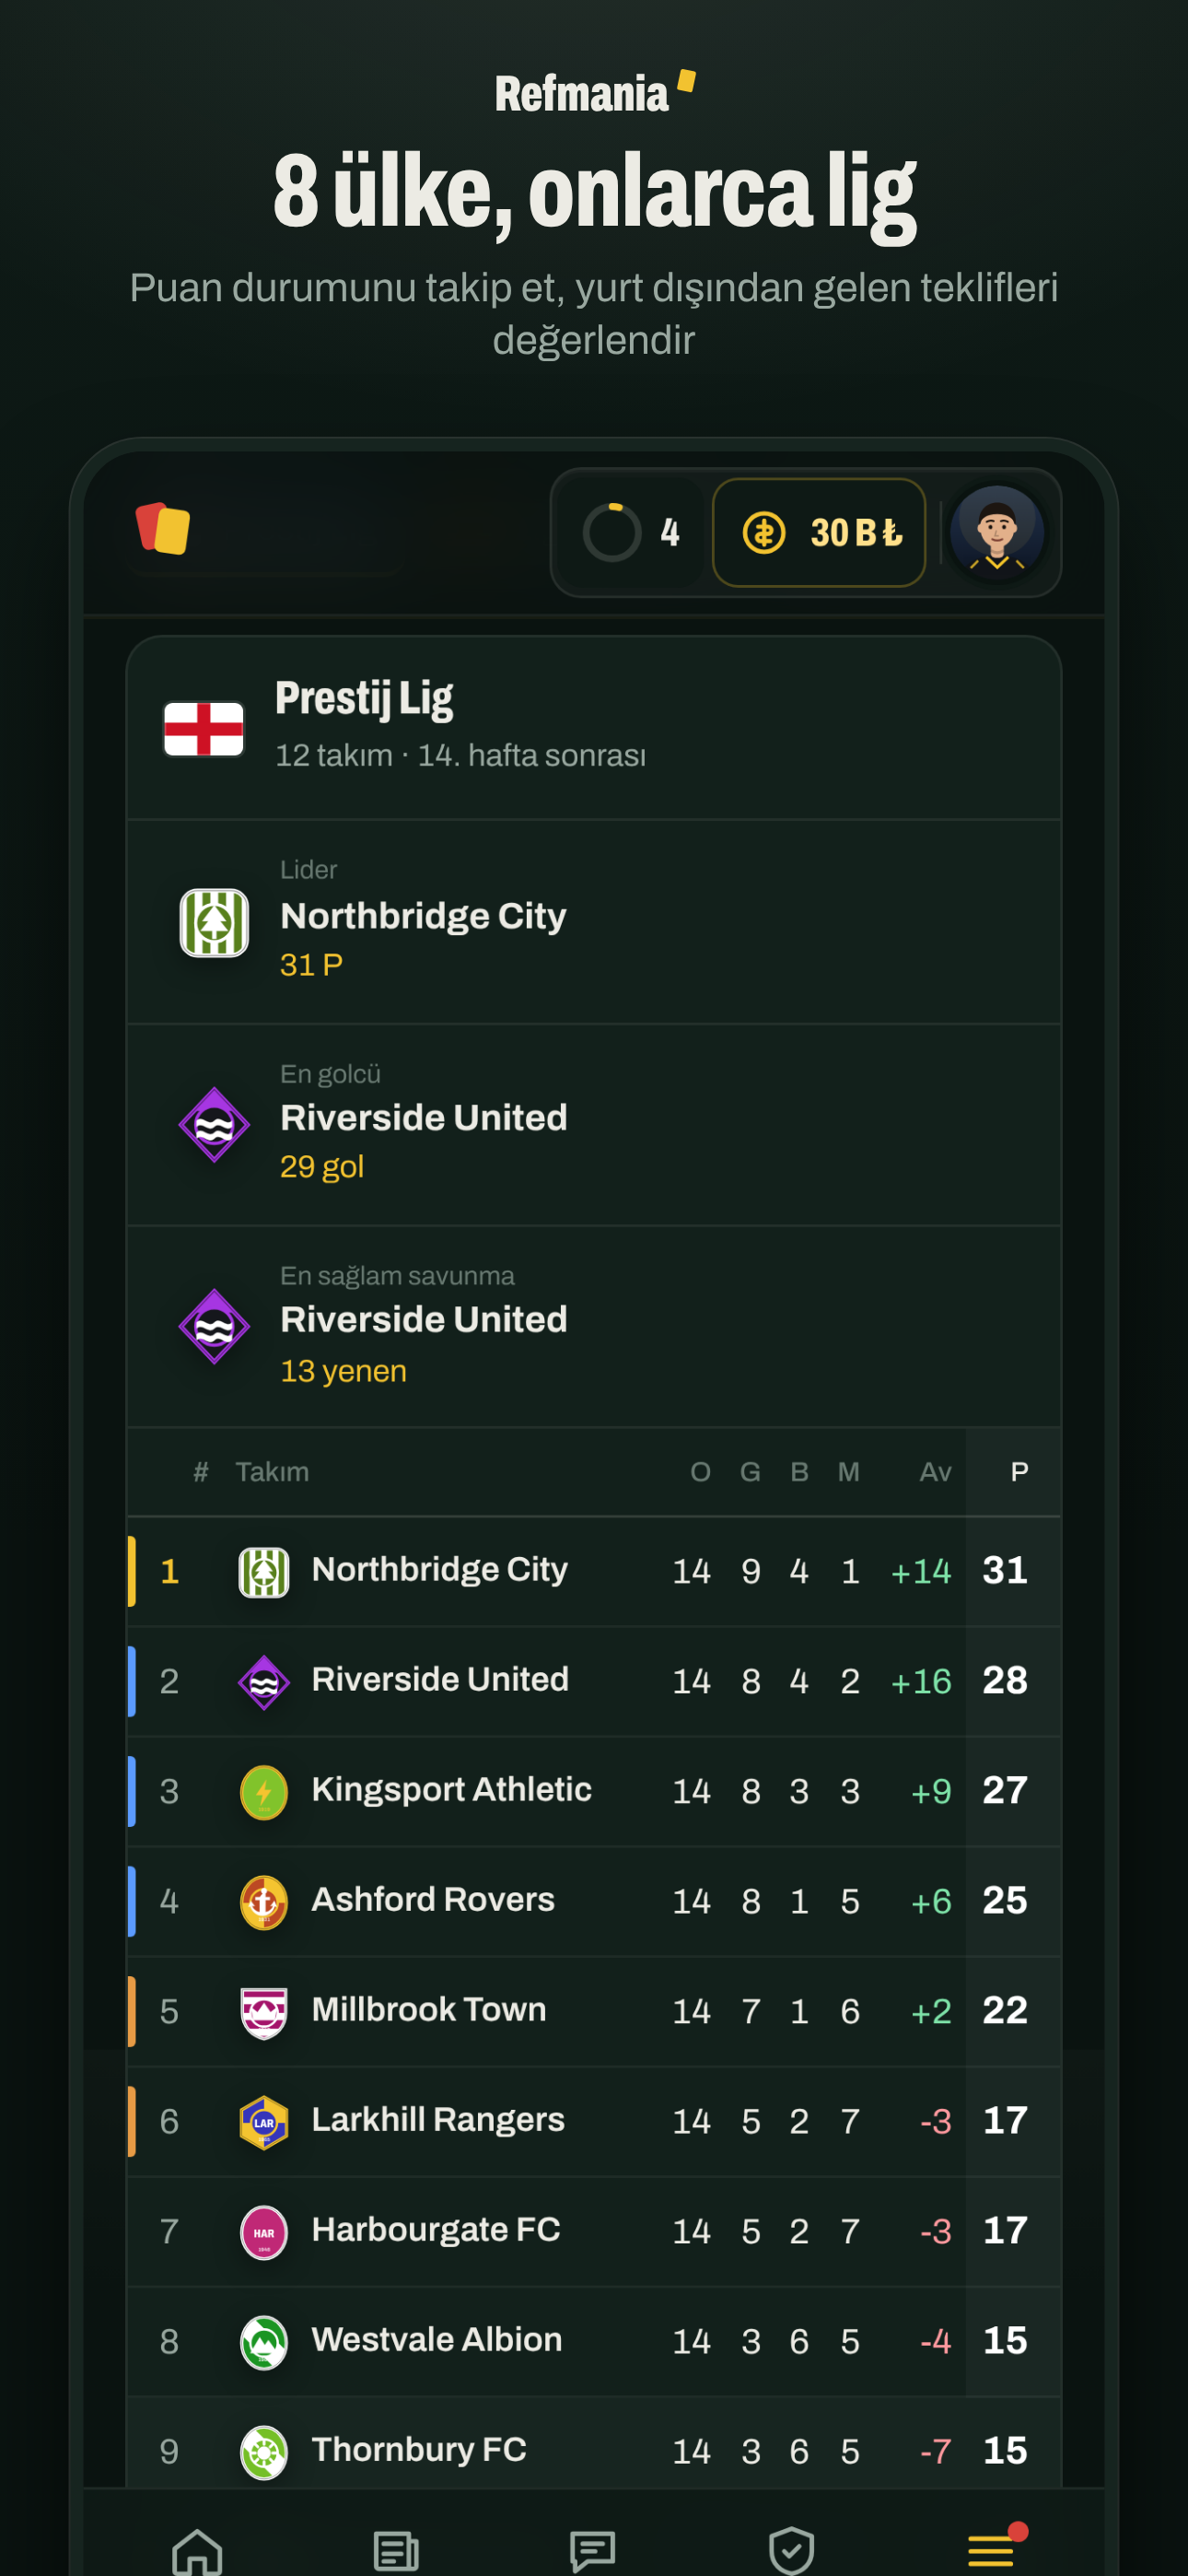 Refmania
8 ülke, onlarca lig
Puan durumunu takip et, yurt dışından gelen teklifleri
değerlendir
4 30 B ₺
Prestij Lig
12 takım · 14. hafta sonrası
Lider
Northbridge City
31 P
En golcü
Riverside United
29 gol
En sağlam savunma
Riverside United
13 yenen
# Takım O G B M Av P
1 Northbridge City 14 9 4 1 +14 31
2 Riverside United 14 8 4 2 +16 28
3 Kingsport Athletic 14 8 3 3 +9 27
4 Ashford Rovers 14 8 1 5 +6 25
5 Millbrook Town 14 7 1 6 +2 22
6 LAR Larkhill Rangers 14 5 2 7 -3 17
7 HAR Harbourgate FC 14 5 2 7 -3 17
8 Westvale Albion 14 3 6 5 -4 15
9 Thornbury FC 14 3 6 5 -7 15